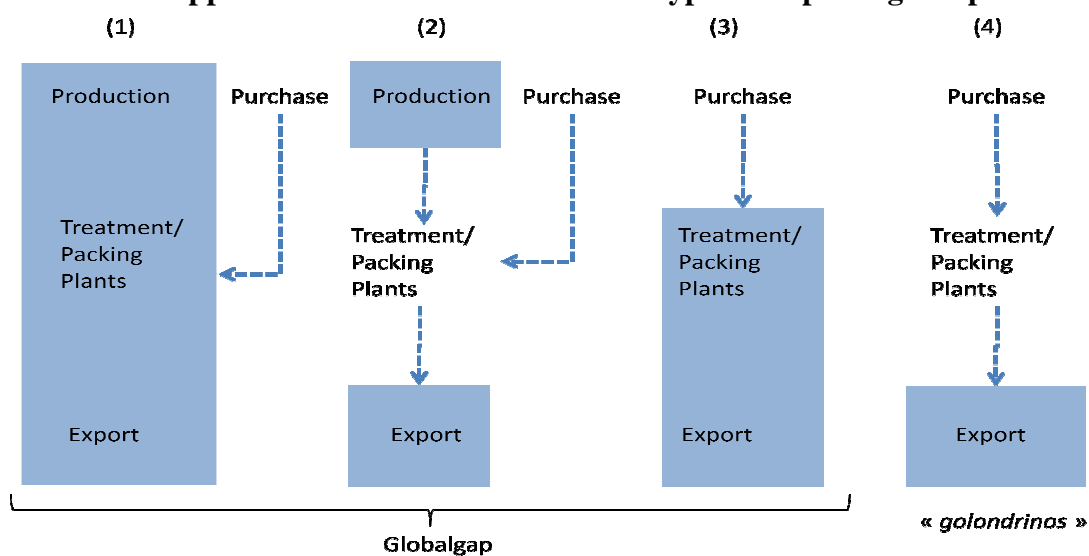 (1)
(2)
(3)
(4)
Production
Purchase
Production
Purchase
Purchase
Purchase
Treatment/
Packing
Plants
Treatment/
Packing
Plants
Treatment/
Packing
Plants
Treatment/
Packing
Plants
Export
Export
Export
Export
Globalgap
« golondrinos »